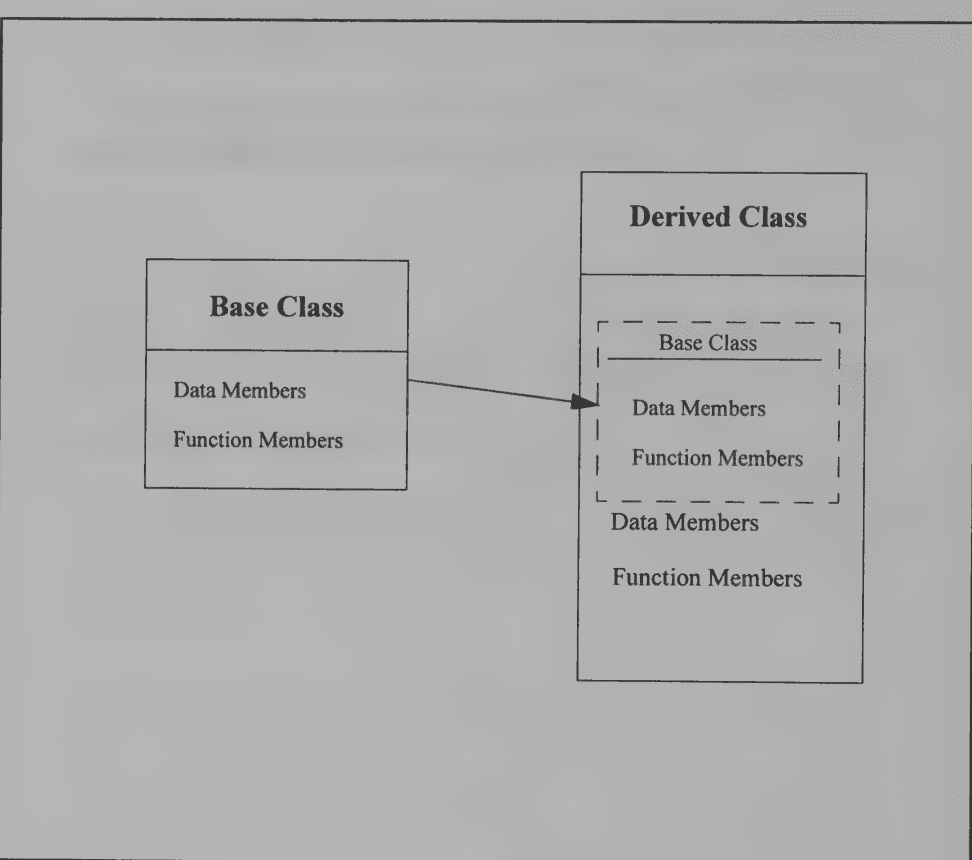 Base Class
Data Members
Function Members
Derived Class
Base Class
Data Members
Function Members
Data Members
Function Members